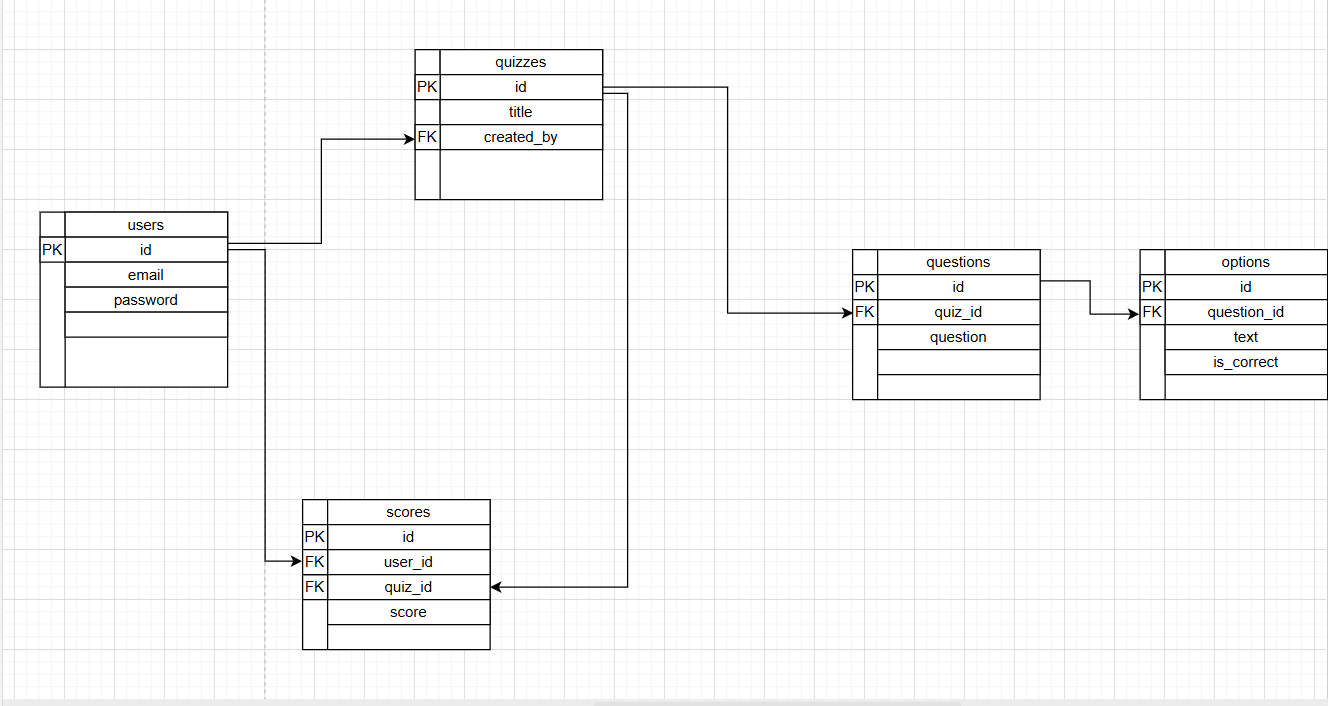 quizzes
PK id
title
FK created_by
users
PK id
email
password
questions
PK id
FK quiz_id
question
options
PK id
FK question_id
text
is_correct
scores
PK id
FK user_id
FK quiz_id
score